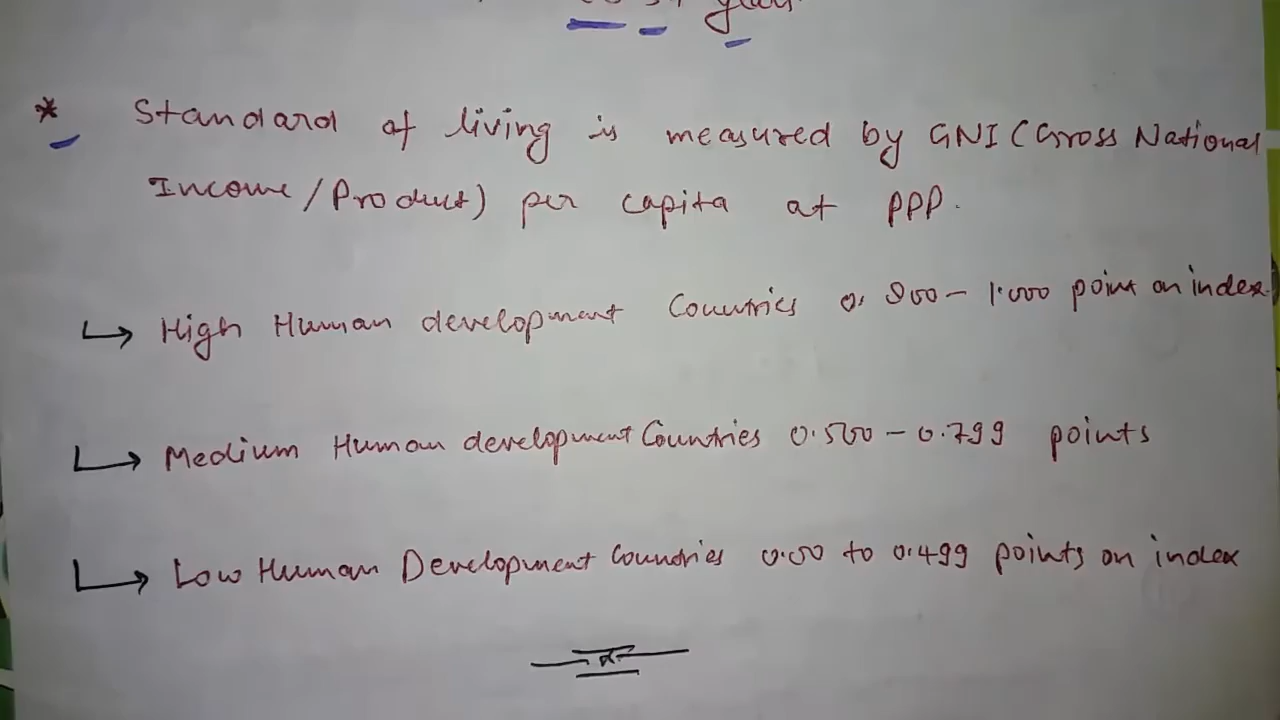 * Standard of living is measured by GNI (Gross National
Income/Product) per capita at PPP.
↳ High Human development Countries 0.800 - 1.000 point on index.
↳ Medium Human development Countries 0.500 - 0.799 points
↳ Low Human Development Countries 0.00 to 0.499 points on index